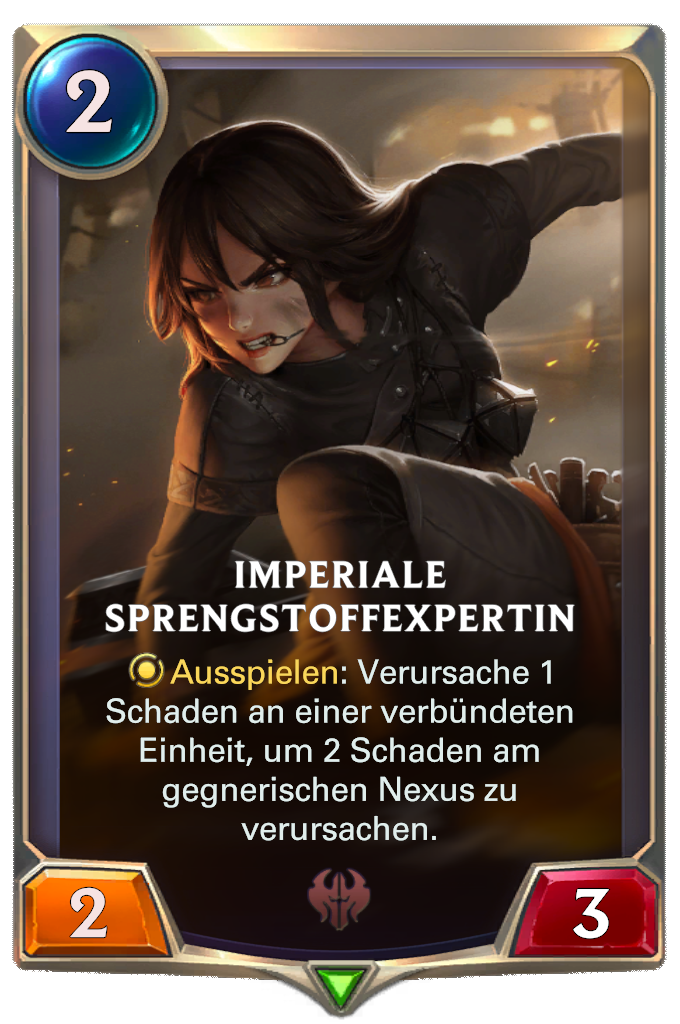 2
IMPERIALE
SPRENGSTOFFEXPERTIN
Ausspielen: Verursache 1
Schaden an einer verbündeten
Einheit, um 2 Schaden am
gegnerischen Nexus zu
verursachen.
2
3